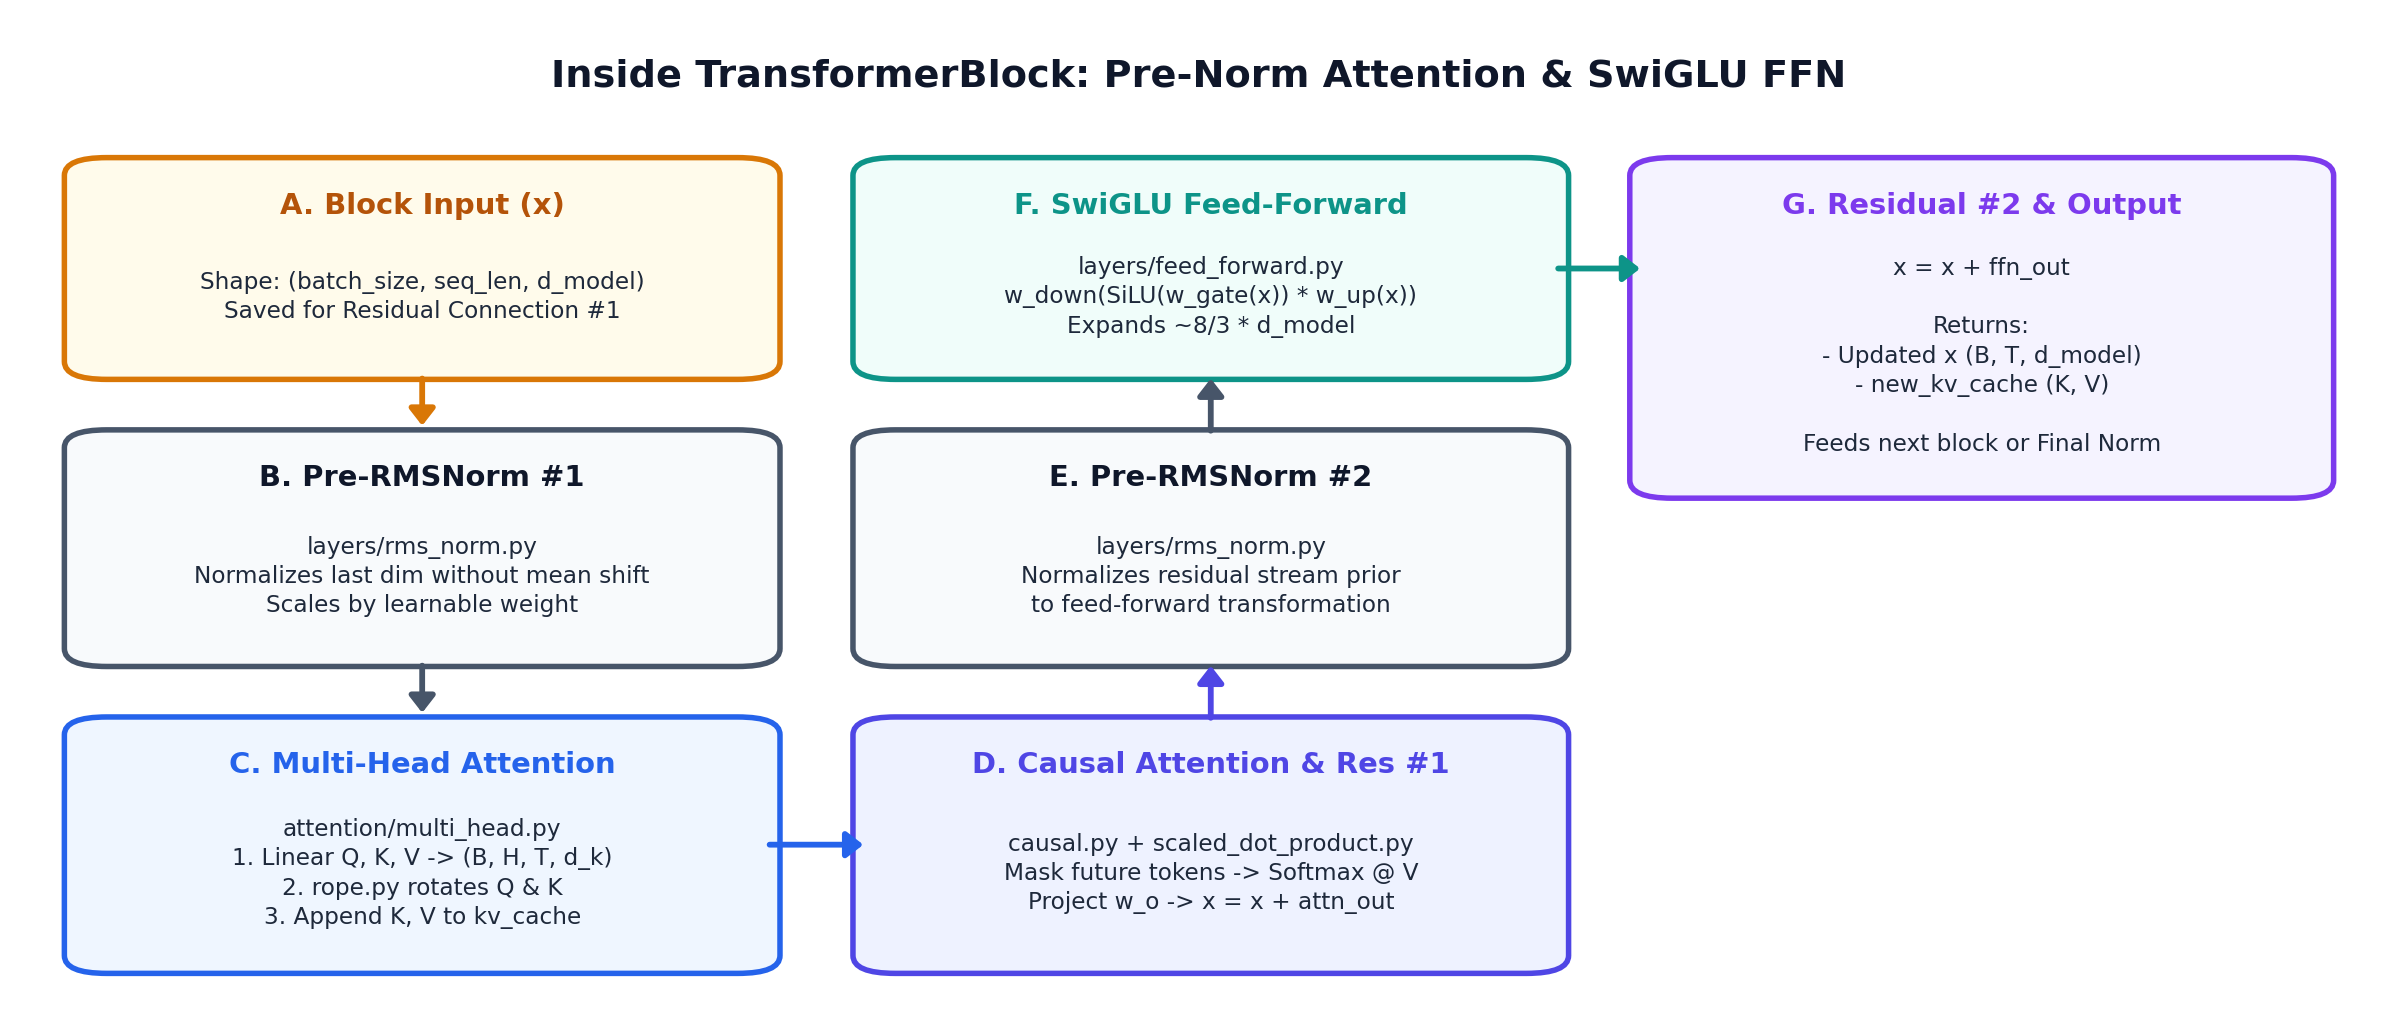 Inside TransformerBlock: Pre-Norm Attention & SwiGLU FFN
A. Block Input (x)
Shape: (batch_size, seq_len, d_model)
Saved for Residual Connection #1
B. Pre-RMSNorm #1
layers/rms_norm.py
Normalizes last dim without mean shift
Scales by learnable weight
C. Multi-Head Attention
attention/multi_head.py
1. Linear Q, K, V -> (B, H, T, d_k)
2. rope.py rotates Q & K
3. Append K, V to kv_cache
D. Causal Attention & Res #1
causal.py + scaled_dot_product.py
Mask future tokens -> Softmax @ V
Project w_o -> x = x + attn_out
E. Pre-RMSNorm #2
layers/rms_norm.py
Normalizes residual stream prior
to feed-forward transformation
F. SwiGLU Feed-Forward
layers/feed_forward.py
w_down(SiLU(w_gate(x)) * w_up(x))
Expands ~8/3 * d_model
G. Residual #2 & Output
x = x + ffn_out
Returns:
- Updated x (B, T, d_model)
- new_kv_cache (K, V)
Feeds next block or Final Norm